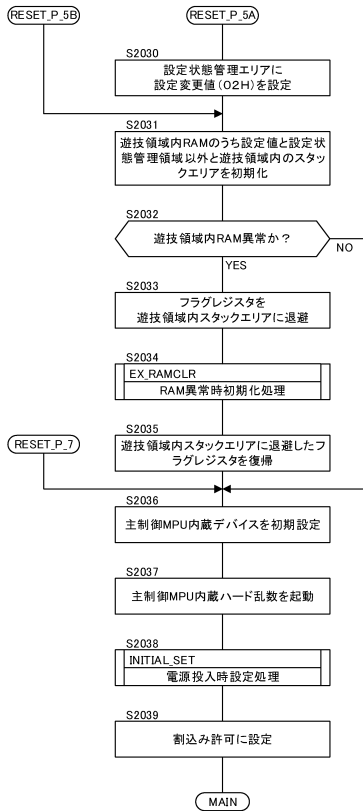 RESET_P_5B
RESET_P_5A
S2030
設定状態管理エリアに
設定変更値(02H)を設定
S2031
遊技領域内RAMのうち設定値と設定状
態管理領域以外と遊技領域内のスタッ
クエリアを初期化
S2032
遊技領域内RAM異常か？
NO
YES
S2033
フラグレジスタを
遊技領域内スタックエリアに退避
S2034
EX_RAMCLR
RAM異常時初期化処理
S2035
RESET_P_7
遊技領域内スタックエリアに退避したフ
ラグレジスタを復帰
S2036
主制御MPU内蔵デバイスを初期設定
S2037
主制御MPU内蔵ハード乱数を起動
S2038
INITIAL_SET
電源投入時設定処理
S2039
割込み許可に設定
MAIN